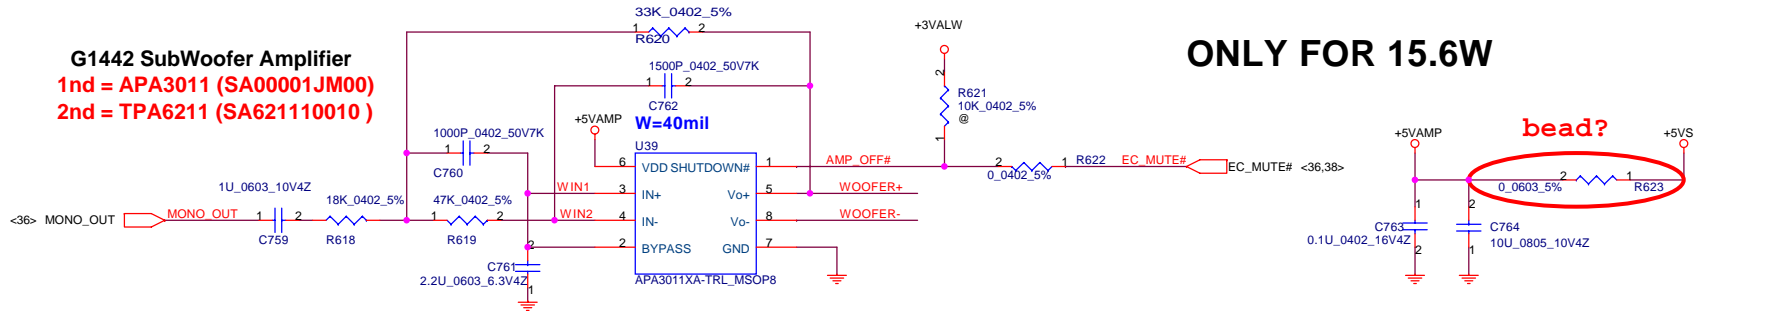 33K_0402_5%
1
2
R620
+3VALW
ONLY FOR 15.6W
G1442 SubWoofer Amplifier
1nd = APA3011 (SA00001JM00)
2nd = TPA6211 (SA621110010 )
1500P_0402_50V7K
1
2
C762
2
R621
10K_0402_5%
@
1
+5VAMP
W=40mil
1000P_0402_50V7K
1
2
C760
U39
6
VDD
SHUTDOWN#
1
AMP_OFF#
2
1
R622
0_0402_5%
EC_MUTE#
EC_MUTE# <36,38>
+5VAMP
bead?
+5VS
2
1
0_0603_5%
R623
WIN1
3
IN+
Vo+
5
WOOFER+
1U_0603_10V4Z
18K_0402_5%
47K_0402_5%
<36> MONO_OUT
MONO_OUT
1
2
C759
1
2
R618
1
2
R619
WIN2
4
IN-
Vo-
8
WOOFER-
2
BYPASS
GND
7
2
C761
2.2U_0603_6.3V4Z
1
APA3011XA-TRL_MSOP8
1
C763
0.1U_0402_16V4Z
2
2
C764
10U_0805_10V4Z
1